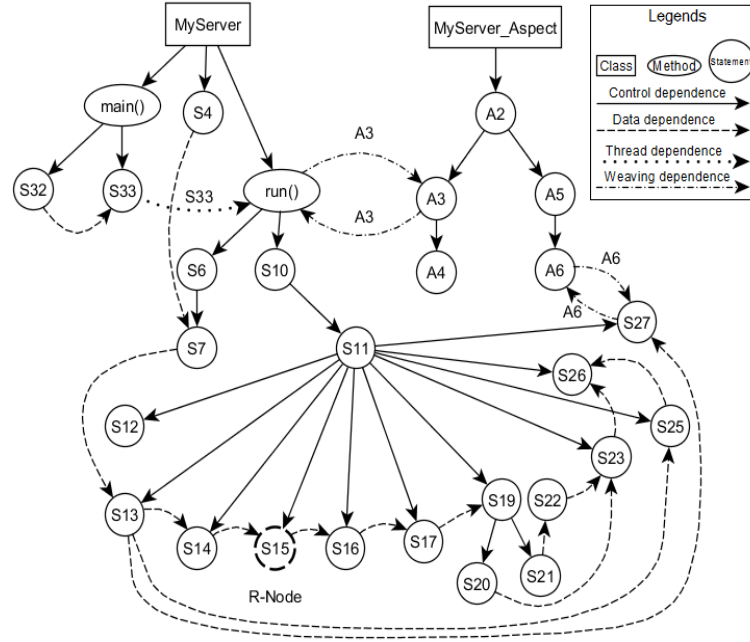 MyServer
MyServer_Aspect
Legends
Class
Method
Statement
Control dependence
Data dependence
Thread dependence
Weaving dependence
main()
S4
A2
A3
S32
S33
S33
run()
A3
A3
A5
S6
S10
A4
A6
A6
A6
S27
S7
S11
S26
S12
S25
S23
S13
S19
S22
S14
S15
S16
S17
S20
S21
R-Node